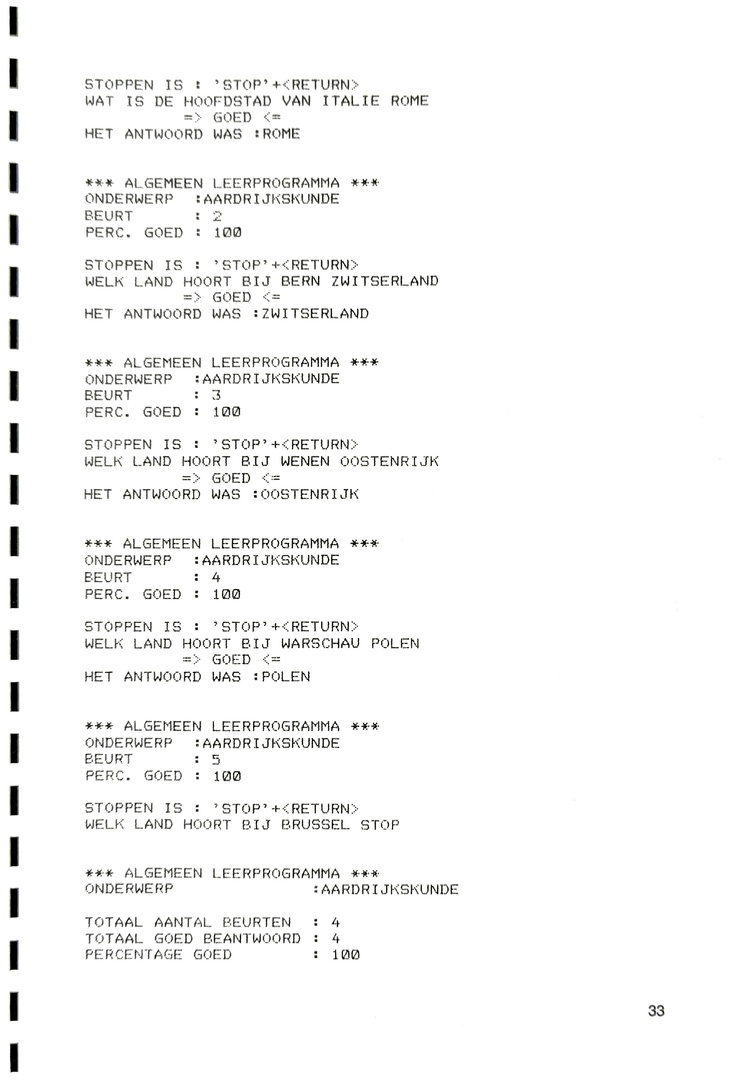 STOPPEN IS : 'STOP'+<RETURN>
WAT IS DE HOOFDSTAD VAN ITALIE ROME
=> GOED <=
HET ANTWOORD WAS :ROME
*** ALGEMEEN LEERPROGRAMMA ***
ONDERWERP :AARDRIJKSKUNDE
BEURT : 2
PERC. GOED : 100
STOPPEN IS : 'STOP'+<RETURN>
WELK LAND HOORT BIJ BERN ZWITSERLAND
=> GOED <=
HET ANTWOORD WAS :ZWITSERLAND
*** ALGEMEEN LEERPROGRAMMA ***
ONDERWERP :AARDRIJKSKUNDE
BEURT : 3
PERC. GOED : 100
STOPPEN IS : 'STOP'+<RETURN>
WELK LAND HOORT BIJ WENEN OOSTENRIJK
=> GOED <=
HET ANTWOORD WAS :OOSTENRIJK
*** ALGEMEEN LEERPROGRAMMA ***
ONDERWERP :AARDRIJKSKUNDE
BEURT : 4
PERC. GOED : 100
STOPPEN IS : 'STOP'+<RETURN>
WELK LAND HOORT BIJ WARSCHAU POLEN
=> GOED <=
HET ANTWOORD WAS :POLEN
*** ALGEMEEN LEERPROGRAMMA ***
ONDERWERP :AARDRIJKSKUNDE
BEURT : 5
PERC. GOED : 100
STOPPEN IS : 'STOP'+<RETURN>
WELK LAND HOORT BIJ BRUSSEL STOP
*** ALGEMEEN LEERPROGRAMMA ***
ONDERWERP :AARDRIJKSKUNDE
TOTAAL AANTAL BEURTEN : 4
TOTAAL GOED BEANTWOORD : 4
PERCENTAGE GOED : 100
33